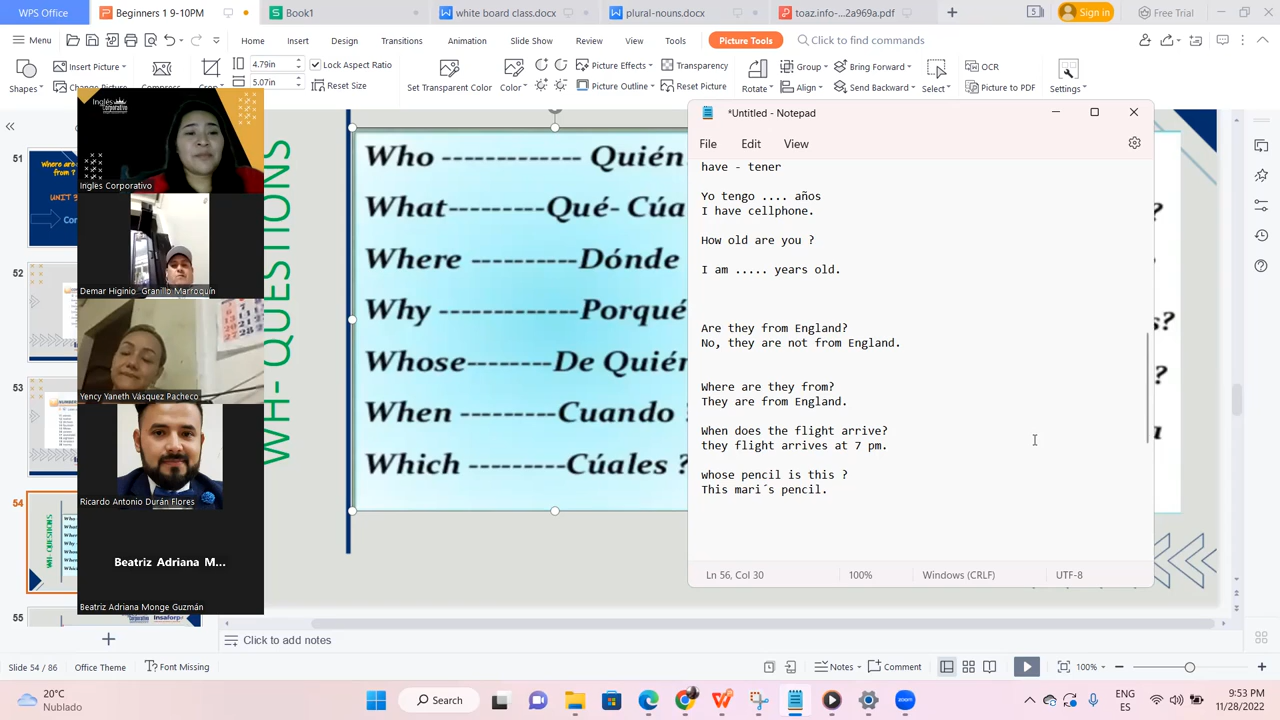 WPS Office
Beginners 1 9-10PM
Book1
white board class.docx
plural-nouns.docx
toaz.info-...2a969a.pdf
5
Sign in
Free Trial
Menu
Home
Insert
Design
Transitions
Animation
Slide Show
Review
View
Tools
Picture Tools
Click to find commands
Shapes
Insert Picture
Change Picture
4.79in
Lock Aspect Ratio
5.07in
Reset Size
Set Transparent Color
Color
Picture Effects
Transparency
Picture Outline
Reset Picture
Rotate
Group
Align
Bring Forward
Send Backward
Select
OCR
Picture to PDF
Settings
51
52
53
54
55
Inglés
Corporativo
Ingles Corporativo
Demar Higinio. Granillo Marroquín
Yency Yaneth Vásquez Pacheco
Ricardo Antonio Durán Flores
Beatriz Adriana M...
Beatriz Adriana Monge Guzmán
WH- QUESTIONS
Who ------------ Quién
What---------Qué- Cúa
Where ----------Dónde
Why ------------Porqué
Whose--------De Quién
When ----------Cuando
Which ---------Cúales ?
*Untitled - Notepad
File
Edit
View
have - tener
Yo tengo .... años
I have cellphone.
How old are you ?
I am ..... years old.
Are they from England?
No, they are not from England.
Where are they from?
They are from England.
When does the flight arrive?
they flight arrives at 7 pm.
whose pencil is this ?
This mari´s pencil.
Ln 56, Col 30
100%
Windows (CRLF)
UTF-8
Click to add notes
Slide 54 / 86
Office Theme
Font Missing
Notes
Comment
100%
20°C
Nublado
Search
ENG
ES
9:53 PM
11/28/2022